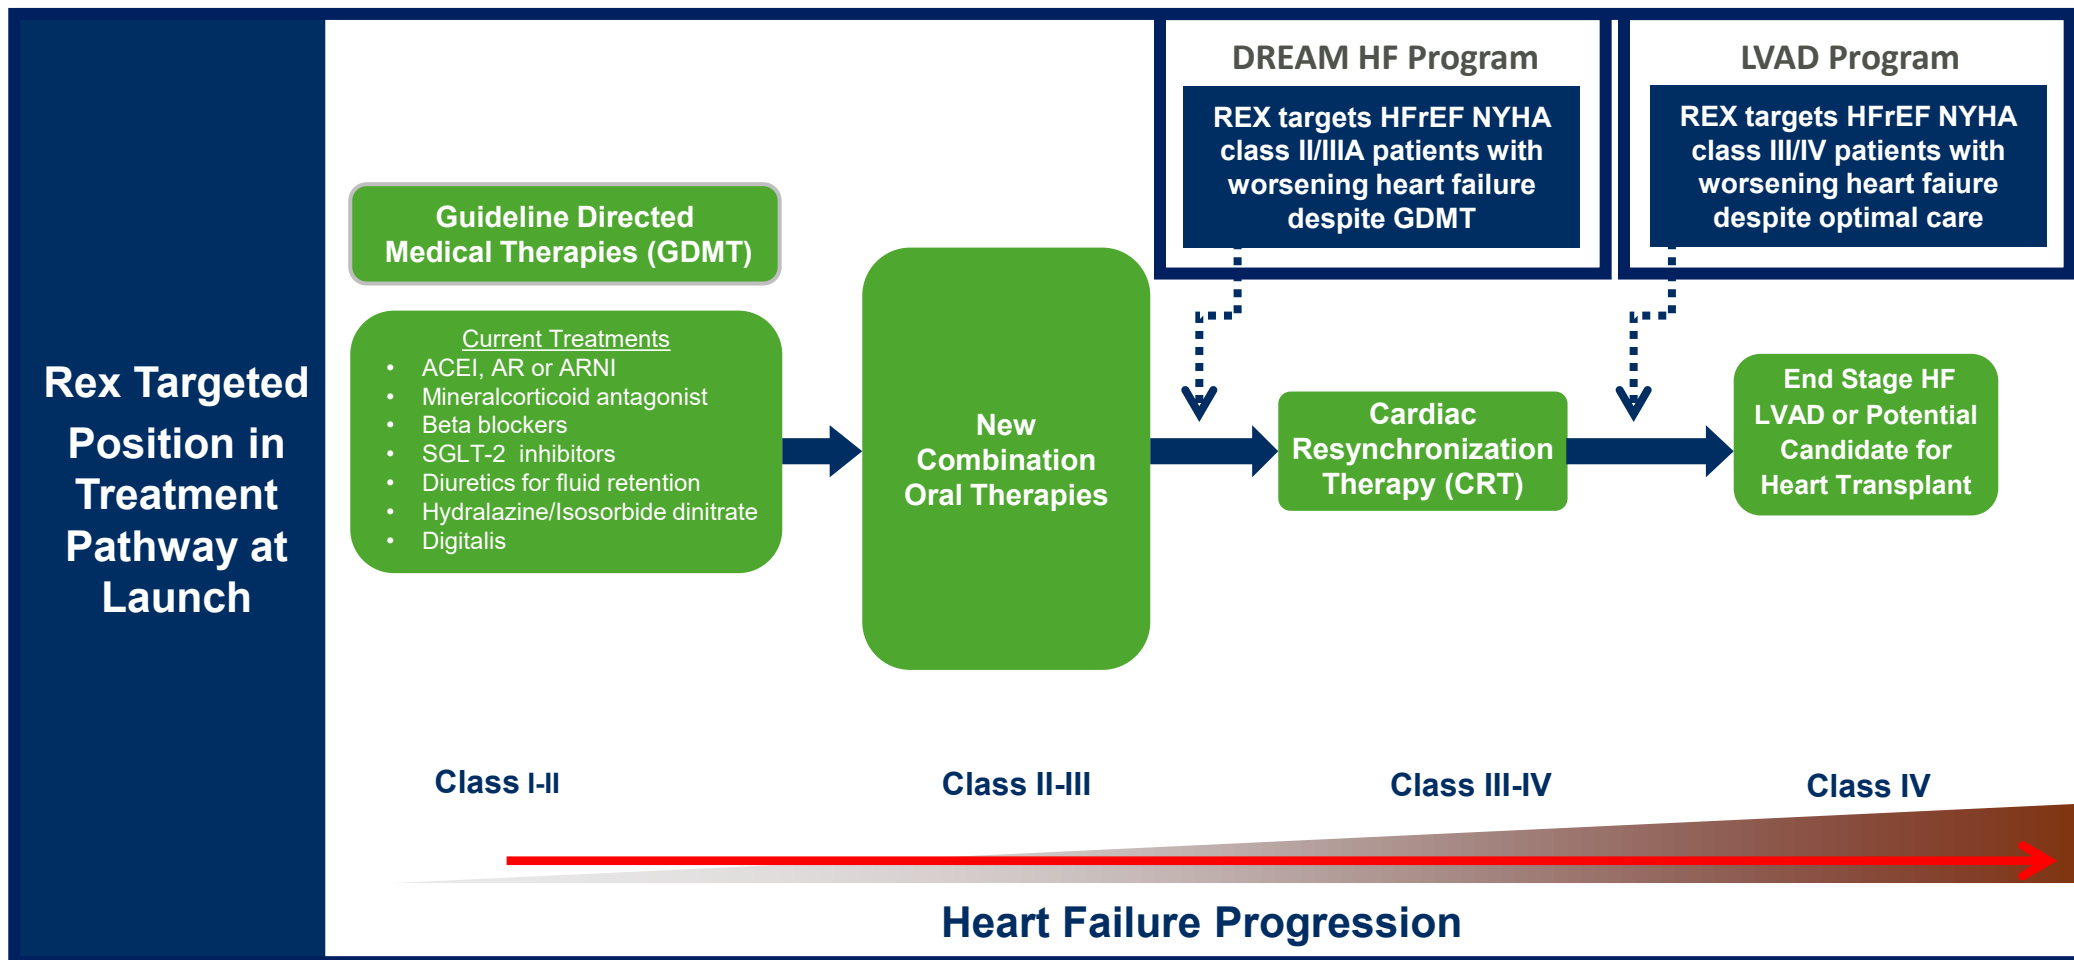 Rex Targeted
Position in
Treatment
Pathway at
Launch
Guideline Directed
Medical Therapies (GDMT)
Current Treatments
• ACEI, AR or ARNI
• Mineralcorticoid antagonist
• Beta blockers
• SGLT-2 inhibitors
• Diuretics for fluid retention
• Hydralazine/Isosorbide dinitrate
• Digitalis
New
Combination
Oral Therapies
DREAM HF Program
REX targets HFrEF NYHA
class II/IIIA patients with
worsening heart failure
despite GDMT
LVAD Program
REX targets HFrEF NYHA
class III/IV patients with
worsening heart faiure
despite optimal care
Cardiac
Resynchronization
Therapy (CRT)
End Stage HF
LVAD or Potential
Candidate for
Heart Transplant
Class I-II
Class II-III
Class III-IV
Class IV
Heart Failure Progression